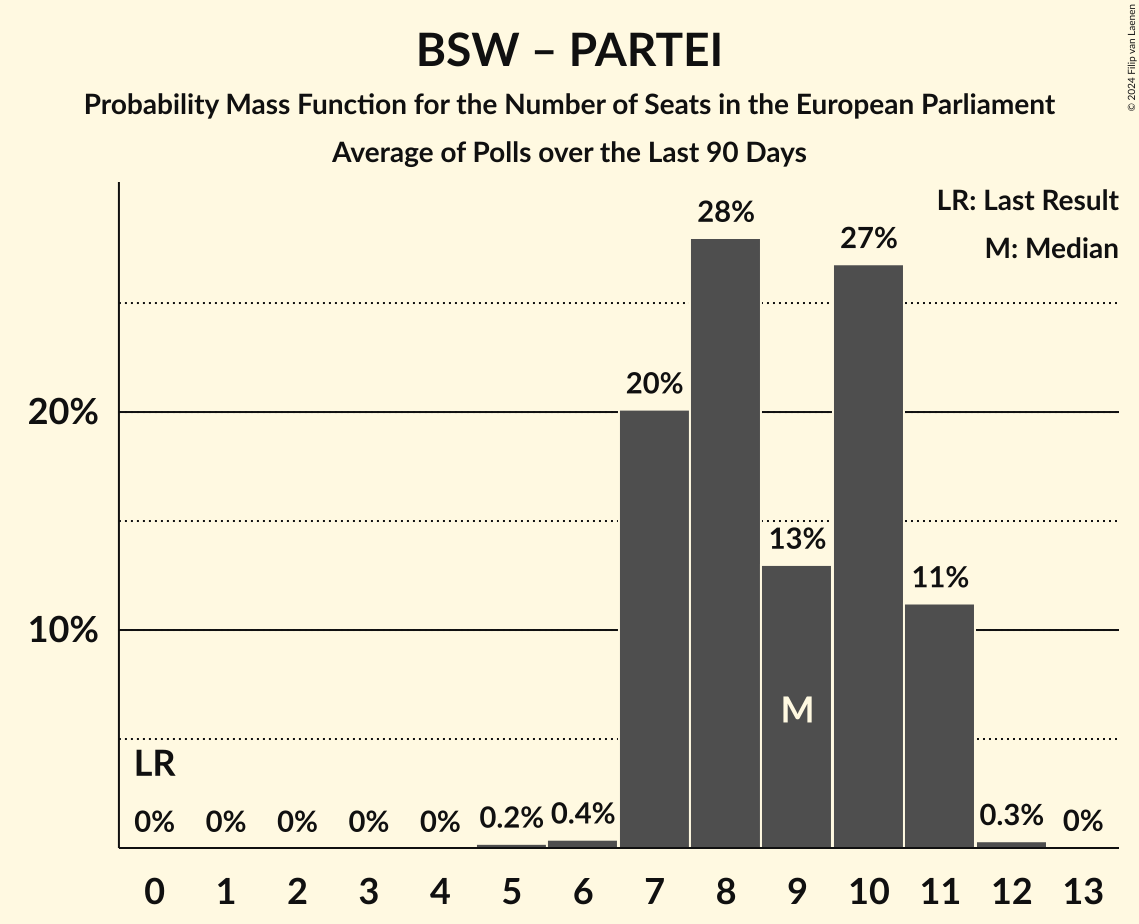 BSW – PARTEI
Probability Mass Function for the Number of Seats in the European Parliament
Average of Polls over the Last 90 Days
© 2024 Filip van Laenen
LR: Last Result
M: Median
28%
27%
20%
20%
13%
11%
10%
M
LR
0% 0% 0% 0% 0% 0.2% 0.4% 0.3% 0%
0 1 2 3 4 5 6 7 8 9 10 11 12 13